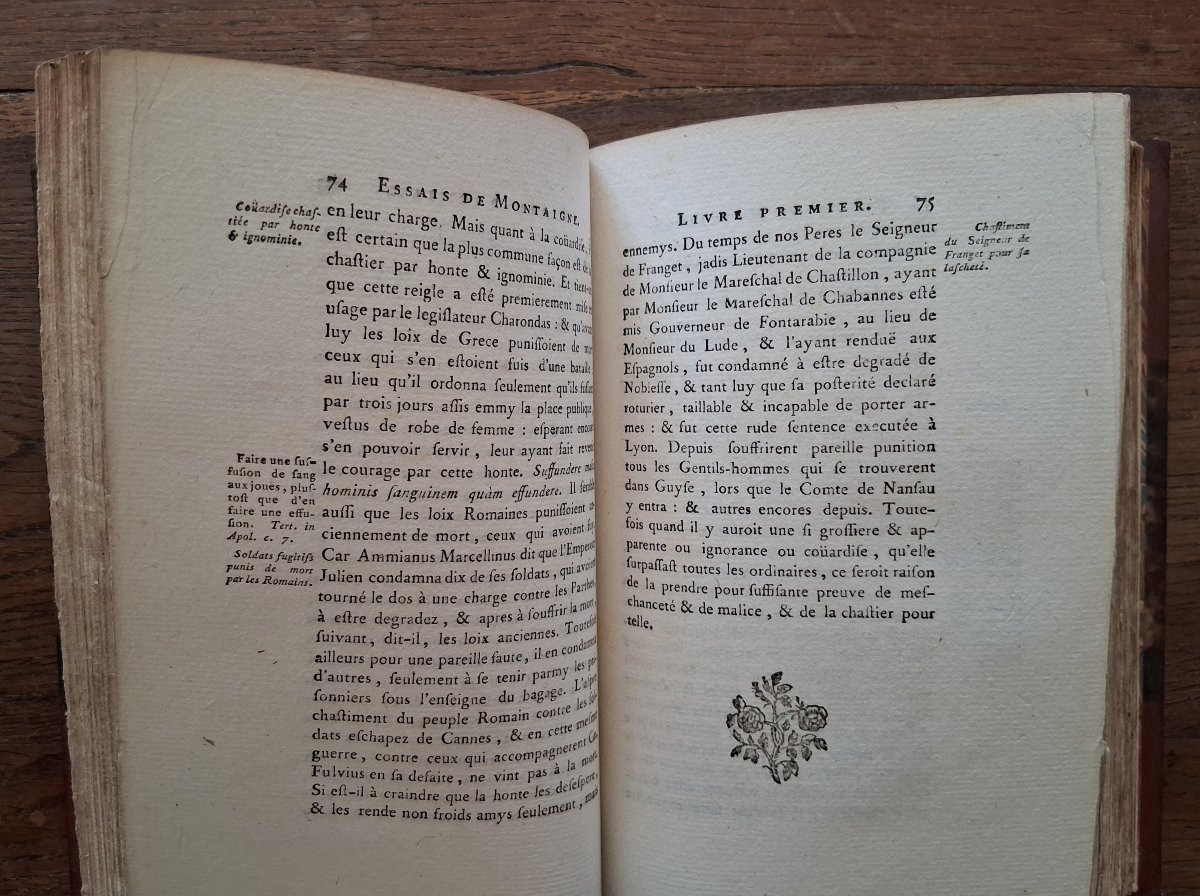 74 ESSAIS DE MONTAIGNE.
Coüardiſe chaſ-
tiée par honte
& ignominie.
en leur charge. Mais quant à la coüardiſe,
eſt certain que la plus commune façon eſt de
chaſtier par honte & ignominie. Et tient-
que cette reigle a eſté premierement miſe
uſage par le legiſlateur Charondas : & qu'avant
luy les loix de Grece puniſſoient de
ceux qui s'en eſtoient fuis d'une bataille
au lieu qu'il ordonna ſeulement qu'ils fuſſent
par trois jours aſſis emmy la place publique,
veſtus de robe de femme : eſperant encore
s'en pouvoir ſervir, leur ayant fait revenir
le courage par cette honte. Suffundere malis
hominis ſanguinem quàm effundere. Il ſemble
auſſi que les loix Romaines puniſſoient
ciennement de mort, ceux qui avoient fuy.
Car Ammianus Marcellinus dit que l'Empereur
Julien condamna dix de ſes ſoldats, qui avoient
tourné le dos à une charge contre les Parthes,
à eſtre degradez, & apres à ſouffrir la mort,
ſuivant, dit-il, les loix anciennes. Toutefois
ailleurs pour une pareille faute, il en condamne
d'autres, ſeulement à ſe tenir parmy les pri-
ſonniers ſous l'enſeigne du bagage. L'aſpre
chaſtiment du peuple Romain contre les ſol-
dats eſchapez de Cannes, & en cette meſme
guerre, contre ceux qui accompagnerent Cn.
Fulvius en ſa defaite, ne vint pas à la mort.
Si eſt-il à craindre que la honte les deſeſpere,
& les rende non froids amys ſeulement, mais
Faire une ſuf-
fuſion de ſang
aux joues, pluſ-
toſt que d'en
faire une effu-
ſion. Tert. in
Apol. c. 7.
Soldats fugitifs
punis de mort
par les Romains.
LIVRE PREMIER. 75
ennemys. Du temps de nos Peres le Seigneur
de Franget, jadis Lieutenant de la compagnie
de Monſieur le Mareſchal de Chaſtillon, ayant
par Monſieur le Mareſchal de Chabannes eſté
mis Gouverneur de Fontarabie, au lieu de
Monſieur du Lude, & l'ayant renduë aux
Eſpagnols, fut condamné à eſtre degradé de
Nobleſſe, & tant luy que ſa poſterité declaré
roturier, taillable & incapable de porter ar-
mes : & fut cette rude ſentence executée à
Lyon. Depuis ſouffrirent pareille punition
tous les Gentils-hommes qui ſe trouverent
dans Guyſe, lors que le Comte de Nanſau
y entra : & autres encores depuis. Toute-
fois quand il y auroit une ſi groſſiere & ap-
parente ou ignorance ou coüardiſe, qu'elle
ſurpaſſaſt toutes les ordinaires, ce ſeroit raiſon
de la prendre pour ſuffiſante preuve de meſ-
chanceté & de malice, & de la chaſtier pour
telle.
Chaſtiment
du Seigneur de
Franget pour ſa
laſcheté.